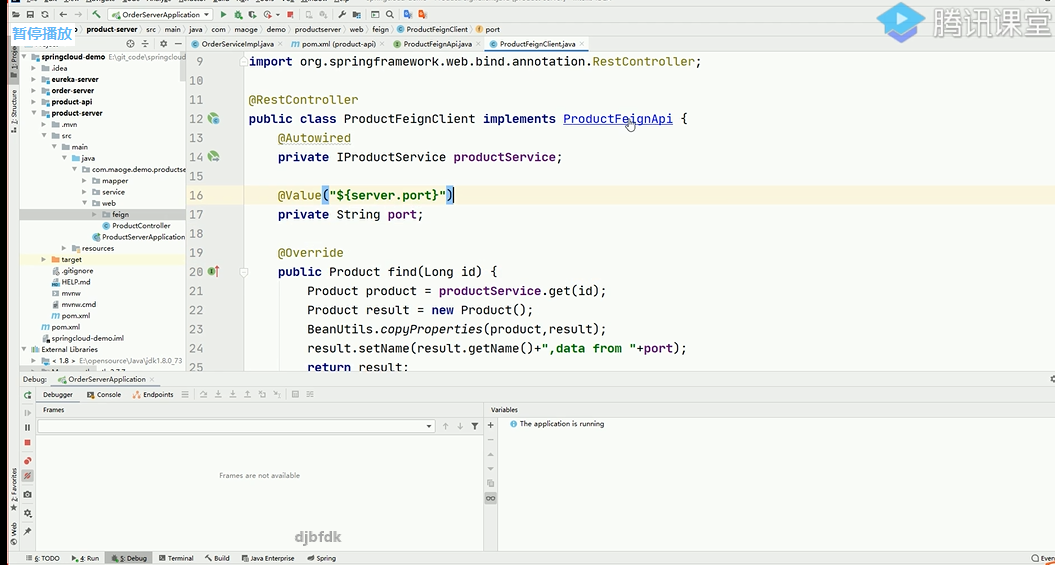 OrderServerApplication
腾讯课堂
暂停播放
product-server src main java com maoge demo productserver web feign ProductFeignClient port
OrderServiceImpl.java pom.xml (product-api) ProductFeignApi.java ProductFeignClient.java
1: Project
springcloud-demo E:\git_code\springcloud
.idea
eureka-server
order-server
product-api
product-server
.mvn
src
main
java
com.maoge.demo.productse
mapper
service
web
feign
ProductController
ProductServerApplication
resources
target
.gitignore
HELP.md
mvnw
mvnw.cmd
pom.xml
pom.xml
springcloud-demo.iml
External Libraries
< 1.8 > E:\opensource\Java\jdk1.8.0_73
9 import org.springframework.web.bind.annotation.RestController;
10
11 @RestController
12 public class ProductFeignClient implements ProductFeignApi {
13 @Autowired
14 private IProductService productService;
15
16 @Value("${server.port}")
17 private String port;
18
19 @Override
20 public Product find(Long id) {
21 Product product = productService.get(id);
22 Product result = new Product();
23 BeanUtils.copyProperties(product,result);
24 result.setName(result.getName()+",data from "+port);
25 return result;
Z: Structure
2: Favorites
Web
Debug: OrderServerApplication
Debugger Console Endpoints
Frames Variables
The application is running
Frames are not available
djbfdk
6: TODO 4: Run 5: Debug Terminal Build Java Enterprise Spring Even